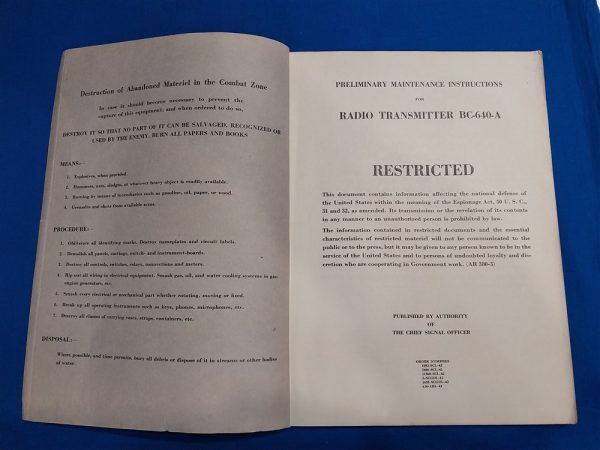 Destruction of Abandoned Materiel in the Combat Zone
In case it should become necessary to prevent the
capture of this equipment, and when ordered to do so,
DESTROY IT SO THAT NO PART OF IT CAN BE SALVAGED, RECOGNIZED OR
USED BY THE ENEMY. BURN ALL PAPERS AND BOOKS
MEANS:-
1. Explosives, when provided.
2. Hammers, axes, sledges, or whatever heavy object is readily available.
3. Burning by means of incendiaries such as gasoline, oil, paper, or wood.
4. Grenades and shots from available arms.
PROCEDURE:-
1. Obliterate all identifying marks. Destroy nameplates and circuit labels.
2. Demolish all panels, castings, switch- and instrument-boards.
3. Destroy all controls, switches, relays, connections and meters.
4. Rip out all wiring in electrical equipment. Smash gas, oil, and water cooling systems in gas-
engine generators, etc.
5. Smash every electrical or mechanical part whether rotating, moving or fixed.
6. Break up all operating instruments such as keys, phones, microphones, etc.
7. Destroy all classes of carrying cases, straps, containers, etc.
DISPOSAL:-
Where possible, and time permits, bury all debris or dispose of it in streams or other bodies
of water.
PRELIMINARY MAINTENANCE INSTRUCTIONS
FOR
RADIO TRANSMITTER BC-640-A
RESTRICTED
This document contains information affecting the national defense of
the United States within the meaning of the Espionage Act, 50 U. S. C.,
31 and 32, as amended. Its transmission or the revelation of its contents
in any manner to an unauthorized person is prohibited by law.
The information contained in restricted documents and the essential
characteristics of restricted material will not be communicated to the
public or to the press, but it may be given to any person known to be in the
service of the United States and to persons of undoubted loyalty and dis-
cretion who are cooperating in Government work. (AR 380-5)
PUBLISHED BY AUTHORITY
OF
THE CHIEF SIGNAL OFFICER
ORDER NUMBERS